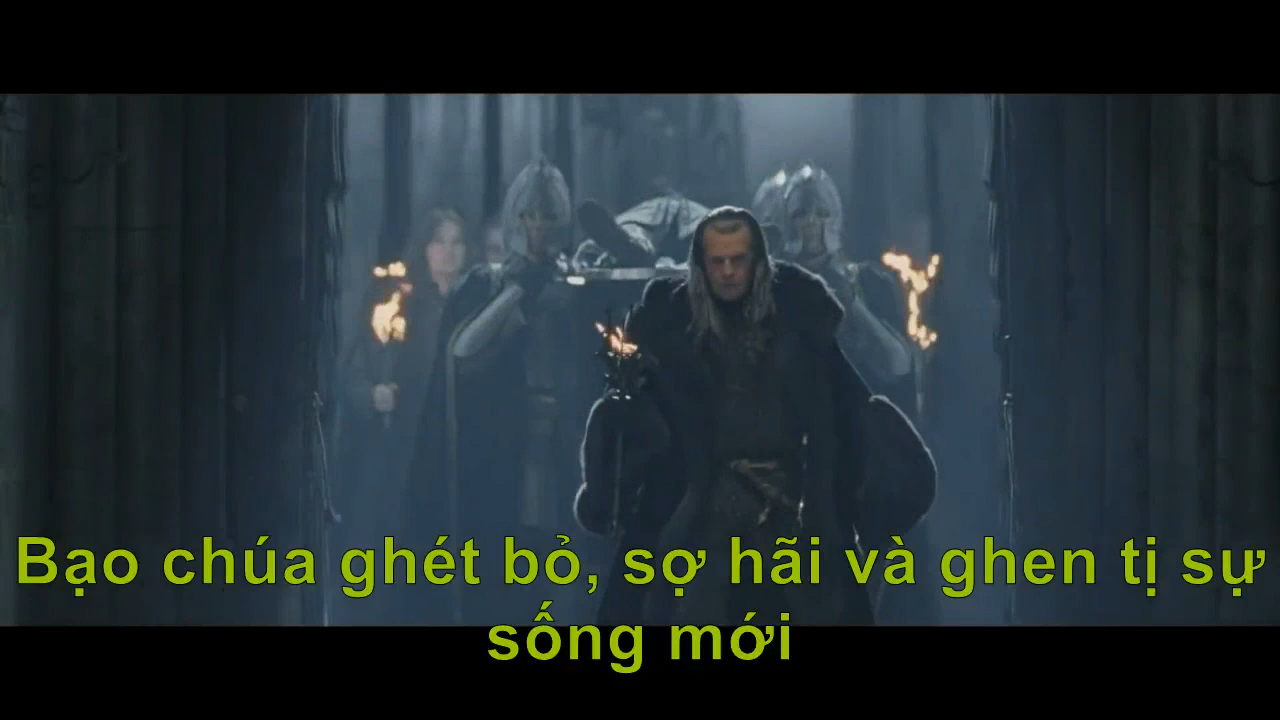 Bạo chúa ghét bỏ, sợ hãi và ghen tị sự
sống mới